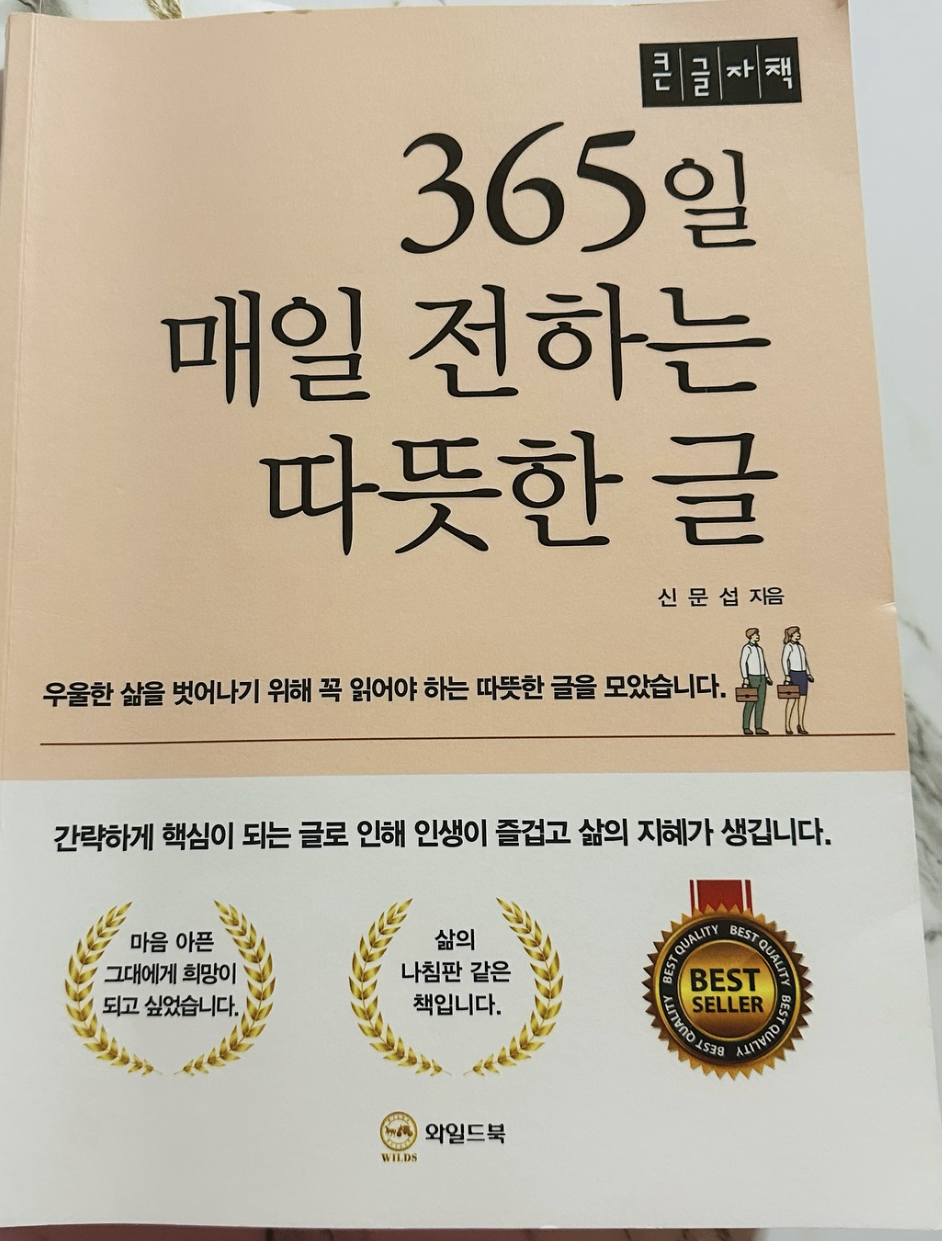 큰글자책
365일
매일 전하는
따뜻한 글
신 문 섭 지음
우울한 삶을 벗어나기 위해 꼭 읽어야 하는 따뜻한 글을 모았습니다.
간략하게 핵심이 되는 글로 인해 인생이 즐겁고 삶의 지혜가 생깁니다.
마음 아픈
그대에게 희망이
되고 싶었습니다.
삶의
나침판 같은
책입니다.
BEST QUALITY BEST QUALITY BEST QUALITY BEST QUALITY BEST QUALITY
BEST
SELLER
와일드북
WILDS